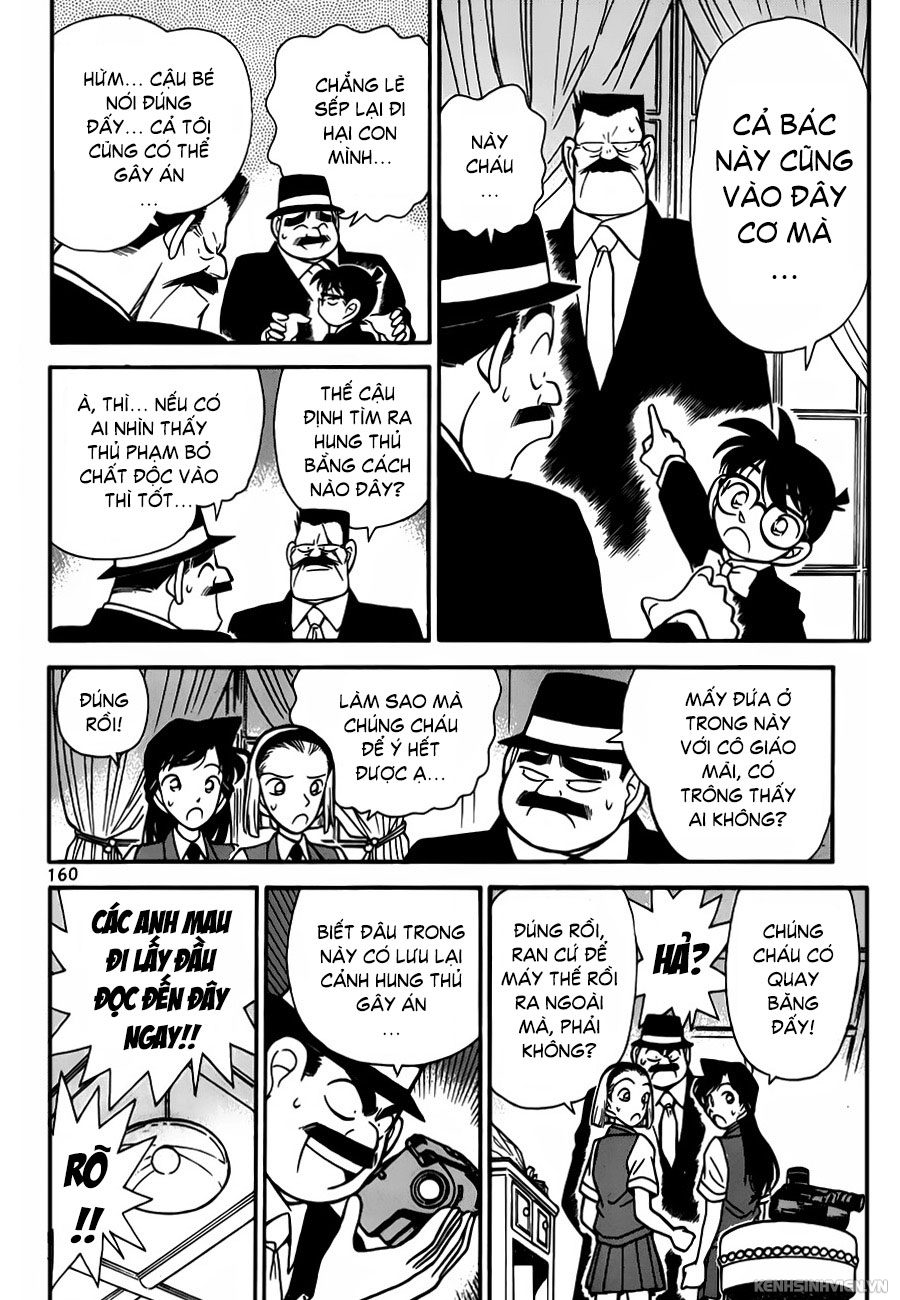 CẢ BÁC
NÀY CŨNG
VÀO ĐÂY
CƠ MÀ
...
NÀY
CHÁU
...
CHẲNG LẼ
SẾP LẠI ĐI
HẠI CON
MÌNH...
HỪM... CẬU BÉ
NÓI ĐÚNG
ĐẤY... CẢ TÔI
CŨNG CÓ THỂ
GÂY ÁN
...
THẾ CẬU
ĐỊNH TÌM RA
HUNG THỦ
BẰNG CÁCH
NÀO ĐÂY?
À, THÌ... NẾU CÓ
AI NHÌN THẤY
THỦ PHẠM BỎ
CHẤT ĐỘC VÀO
THÌ TỐT...
MẤY ĐỨA Ở
TRONG NÀY
VỚI CÔ GIÁO
MÃI, CÓ
TRÔNG THẤY
AI KHÔNG?
LÀM SAO MÀ
CHÚNG CHÁU
ĐỂ Ý HẾT
ĐƯỢC Ạ...
ĐÚNG
RỒI!
160
CHÚNG
CHÁU CÓ
QUAY
BĂNG
ĐẤY!
HẢ?
ĐÚNG RỒI,
RAN CỨ ĐỂ
MÁY THẾ RỒI
RA NGOÀI
MÀ, PHẢI
KHÔNG?
BIẾT ĐÂU TRONG
NÀY CÓ LƯU LẠI
CẢNH HUNG THỦ
GÂY ÁN
...
CÁC ANH MAU
ĐI LẤY ĐẦU
ĐỌC ĐẾN ĐÂY
NGAY!!
RÕ
!!
KENHSINHVIEN.VN